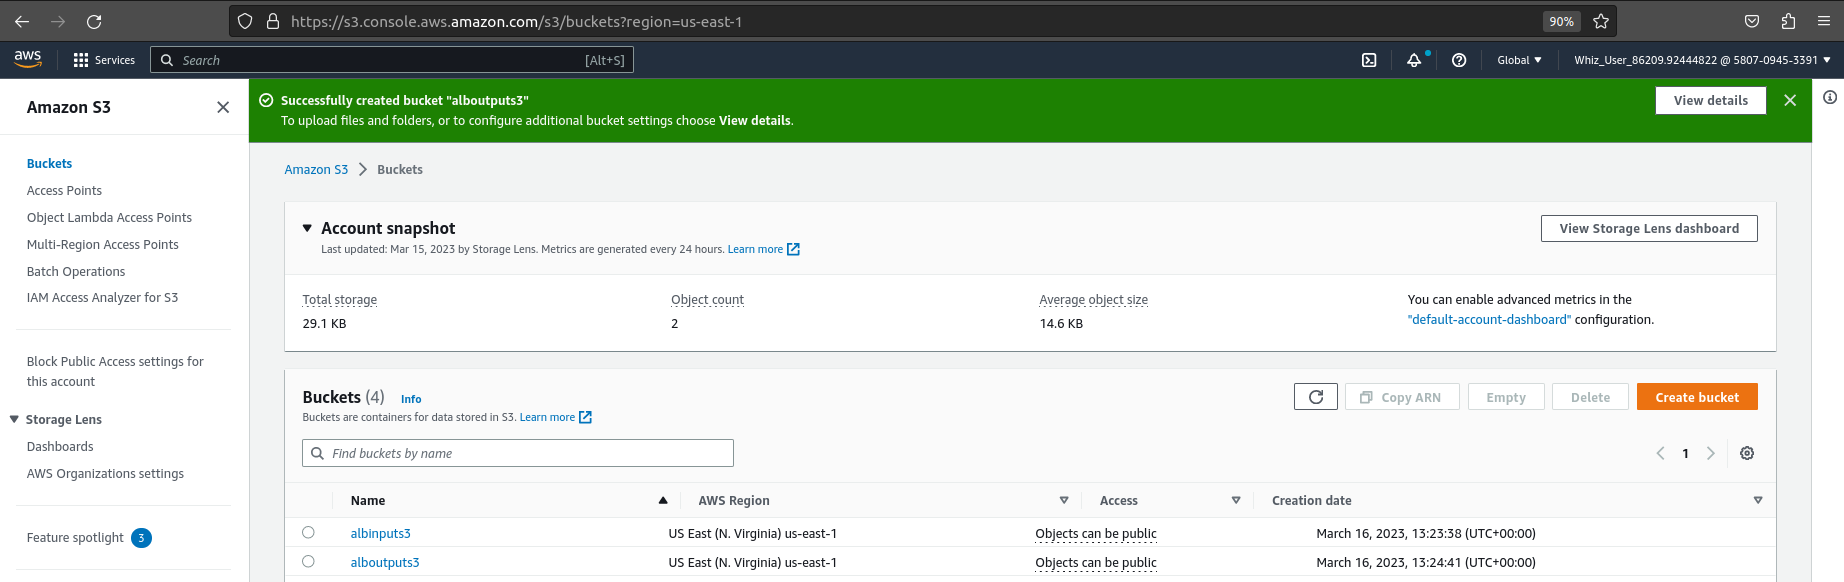 https://s3.console.aws.amazon.com/s3/buckets?region=us-east-1
90%
aws
Services
Search
[Alt+S]
Global
Whiz_User_86209.92444822 @ 5807-0945-3391
Amazon S3
Buckets
Access Points
Object Lambda Access Points
Multi-Region Access Points
Batch Operations
IAM Access Analyzer for S3
Block Public Access settings for
this account
Storage Lens
Dashboards
AWS Organizations settings
Feature spotlight 3
Successfully created bucket "alboutputs3"
To upload files and folders, or to configure additional bucket settings choose View details.
View details
Amazon S3 > Buckets
Account snapshot
Last updated: Mar 15, 2023 by Storage Lens. Metrics are generated every 24 hours. Learn more
View Storage Lens dashboard
Total storage
29.1 KB
Object count
2
Average object size
14.6 KB
You can enable advanced metrics in the
"default-account-dashboard" configuration.
Buckets (4) Info
Buckets are containers for data stored in S3. Learn more
Copy ARN
Empty
Delete
Create bucket
Find buckets by name
1
Name AWS Region Access Creation date
albinputs3 US East (N. Virginia) us-east-1 Objects can be public March 16, 2023, 13:23:38 (UTC+00:00)
alboutputs3 US East (N. Virginia) us-east-1 Objects can be public March 16, 2023, 13:24:41 (UTC+00:00)